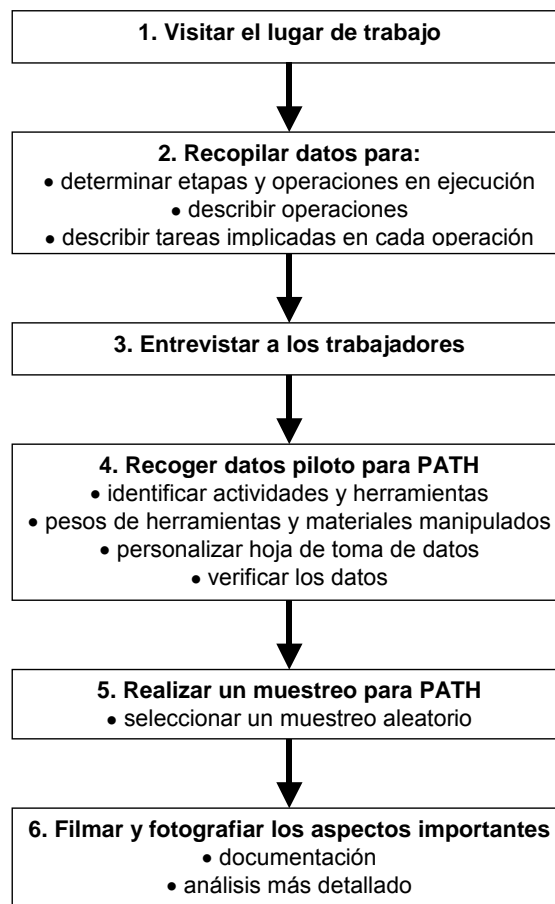 1. Visitar el lugar de trabajo
2. Recopilar datos para:
• determinar etapas y operaciones en ejecución
• describir operaciones
• describir tareas implicadas en cada operación
3. Entrevistar a los trabajadores
4. Recoger datos piloto para PATH
• identificar actividades y herramientas
• pesos de herramientas y materiales manipulados
• personalizar hoja de toma de datos
• verificar los datos
5. Realizar un muestreo para PATH
• seleccionar un muestreo aleatorio
6. Filmar y fotografiar los aspectos importantes
• documentación
• análisis más detallado